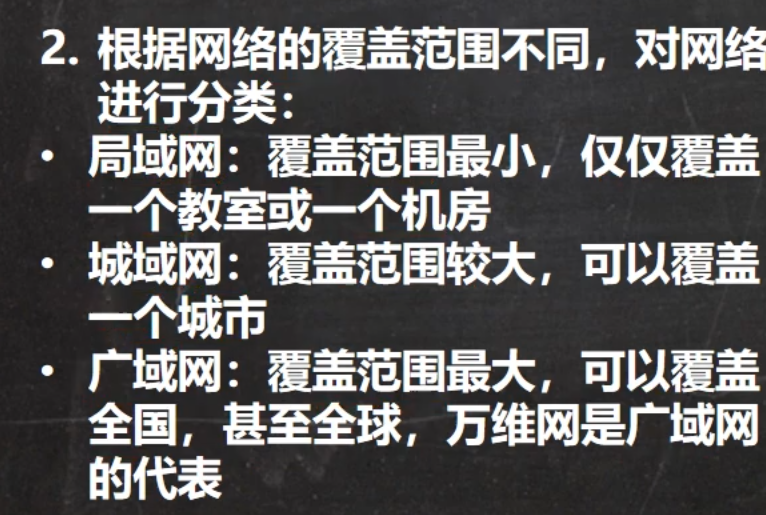 2. 根据网络的覆盖范围不同，对网络
进行分类：
• 局域网：覆盖范围最小，仅仅覆盖
一个教室或一个机房
• 城域网：覆盖范围较大，可以覆盖
一个城市
• 广域网：覆盖范围最大，可以覆盖
全国，甚至全球，万维网是广域网
的代表